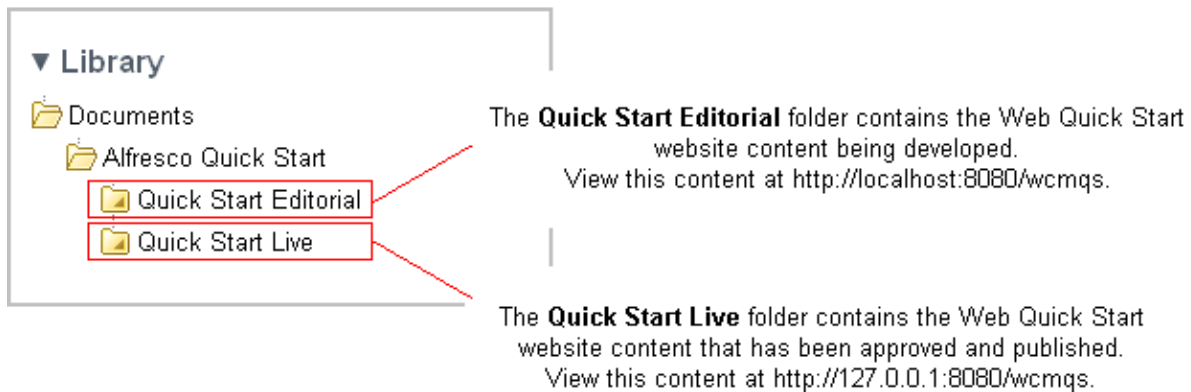 ▼ Library
Documents
Alfresco Quick Start
Quick Start Editorial
Quick Start Live
The Quick Start Editorial folder contains the Web Quick Start
website content being developed.
View this content at http://localhost:8080/wcmqs.
The Quick Start Live folder contains the Web Quick Start
website content that has been approved and published.
View this content at http://127.0.0.1:8080/wcmqs.